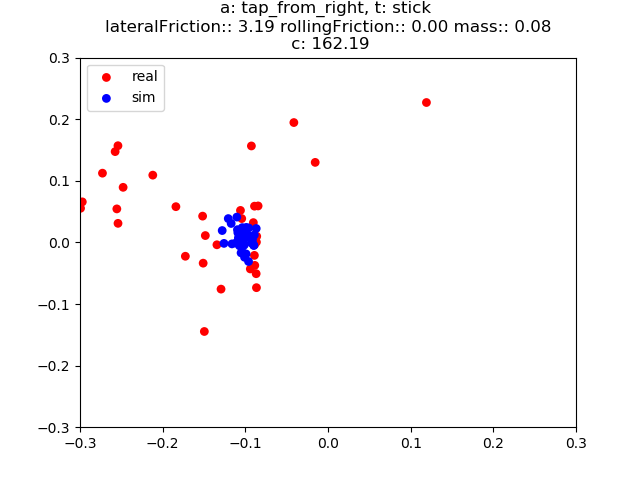 a: tap_from_right, t: stick
lateralFriction:: 3.19 rollingFriction:: 0.00 mass:: 0.08
c: 162.19
real
sim
0.3
0.2
0.1
0.0
−0.1
−0.2
−0.3
−0.3 −0.2 −0.1 0.0 0.1 0.2 0.3